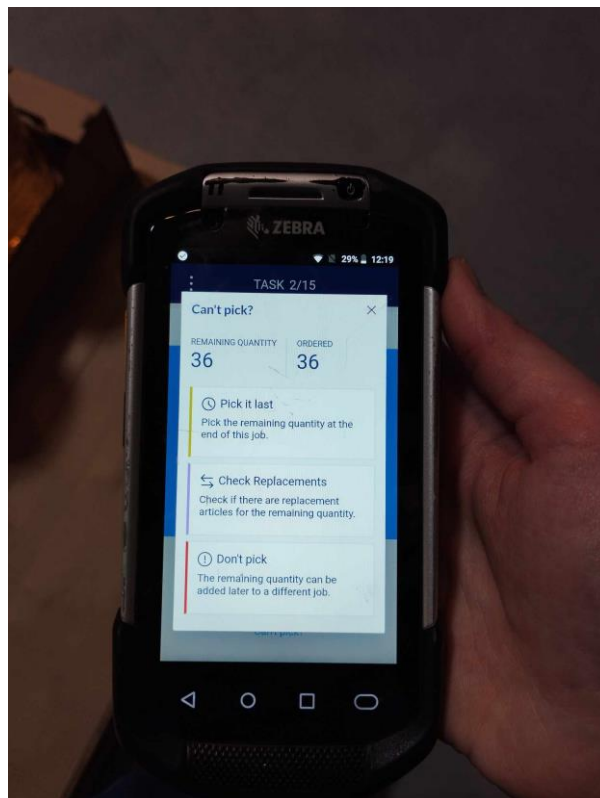 ZEBRA
29% 12:19
TASK 2/15
Can't pick?
REMAINING QUANTITY
36
ORDERED
36
Pick it last
Pick the remaining quantity at the
end of this job.
Check Replacements
Check if there are replacement
articles for the remaining quantity.
Don't pick
The remaining quantity can be
added later to a different job.
Can't pick?